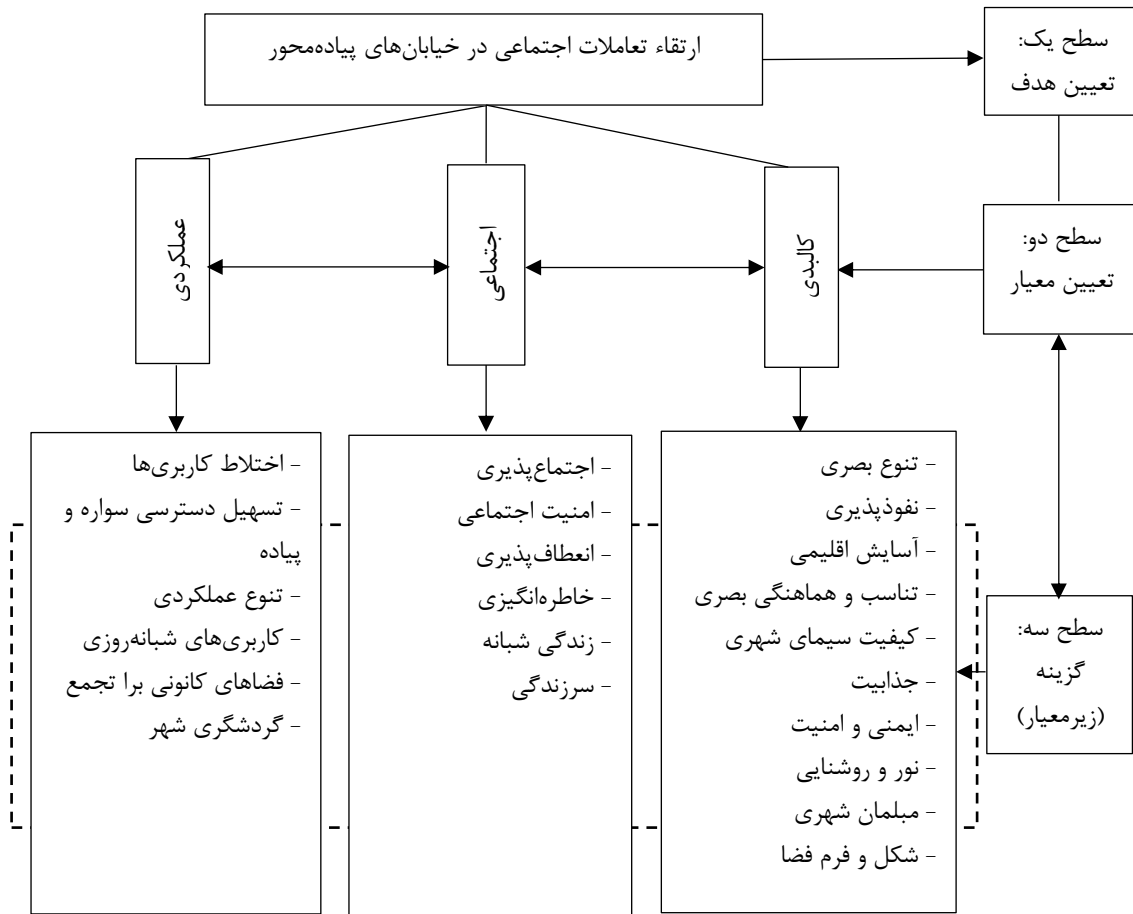 ارتقاء تعاملات اجتماعی در خیابان‌های پیاده‌محور
سطح یک:
تعیین هدف
کالبدی
اجتماعی
عملکردی
سطح دو:
تعیین معیار
- تنوع بصری
- نفوذپذیری
- آسایش اقلیمی
- تناسب و هماهنگی بصری
- کیفیت سیمای شهری
- جذابیت
- ایمنی و امنیت
- نور و روشنایی
- مبلمان شهری
- شکل و فرم فضا
- اجتماع‌پذیری
- امنیت اجتماعی
- انعطاف‌پذیری
- خاطره‌انگیزی
- زندگی شبانه
- سرزندگی
- اختلاط کاربری‌ها
- تسهیل دسترسی سواره و
پیاده
- تنوع عملکردی
- کاربری‌های شبانه‌روزی
- فضاهای کانونی برا تجمع
- گردشگری شهر
سطح سه:
گزینه
(زیرمعیار)